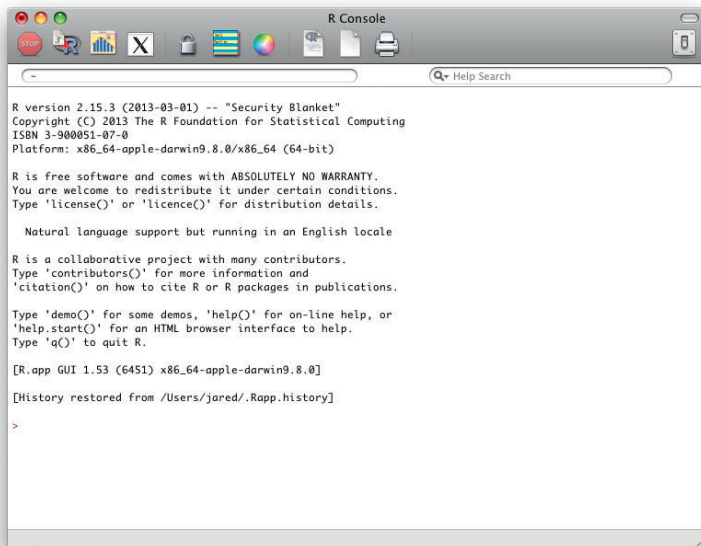 R Console
STOP
R
X
~
Help Search
R version 2.15.3 (2013-03-01) -- "Security Blanket"
Copyright (C) 2013 The R Foundation for Statistical Computing
ISBN 3-900051-07-0
Platform: x86_64-apple-darwin9.8.0/x86_64 (64-bit)
R is free software and comes with ABSOLUTELY NO WARRANTY.
You are welcome to redistribute it under certain conditions.
Type 'license()' or 'licence()' for distribution details.
Natural language support but running in an English locale
R is a collaborative project with many contributors.
Type 'contributors()' for more information and
'citation()' on how to cite R or R packages in publications.
Type 'demo()' for some demos, 'help()' for on-line help, or
'help.start()' for an HTML browser interface to help.
Type 'q()' to quit R.
[R.app GUI 1.53 (6451) x86_64-apple-darwin9.8.0]
[History restored from /Users/jared/.Rapp.history]
>